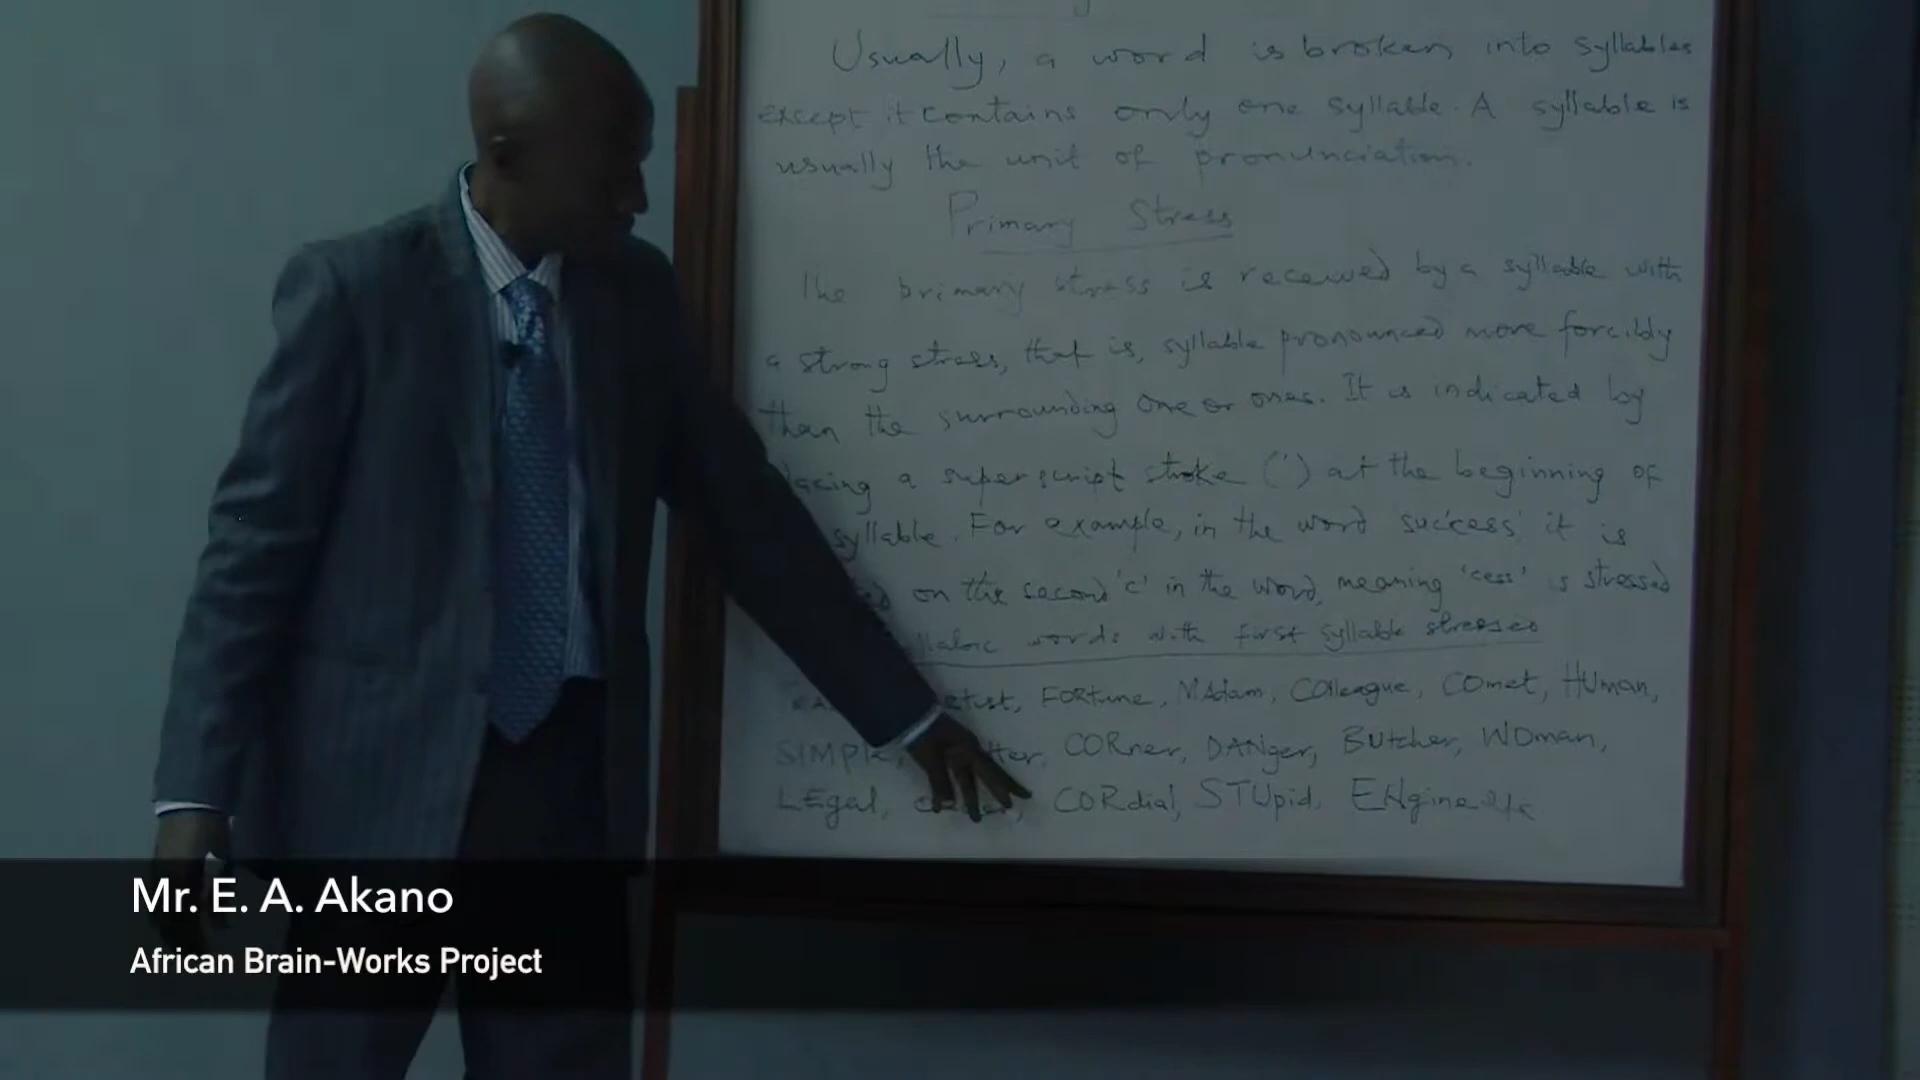 Usually, a word is broken into syllables
except it contains only one syllable. A syllable is
usually the unit of pronunciation.
Primary Stress
The primary stress is received by a syllable with
a strong stress, that is, syllable pronounced more forcibly
than the surrounding one or ones. It is indicated by
lacing a superscript stroke (') at the beginning of
syllable. For example, in the word suc'cess' it is
on the second 'c' in the word, meaning 'cess' is stressed
llabic words with first syllable stressed
FORtune, MAdam, COlleague, COmet, HUman,
SIMPle, CORner, DANger, BUtcher, WOman,
LEgal, CORdial, STUpid, ENgine etc
Mr. E. A. Akano
African Brain-Works Project